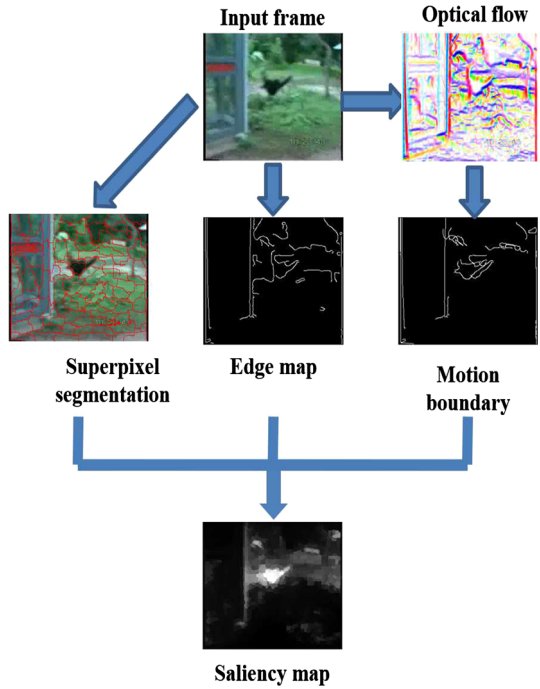 Input frame
Optical flow
Superpixel
segmentation
Edge map
Motion
boundary
Saliency map